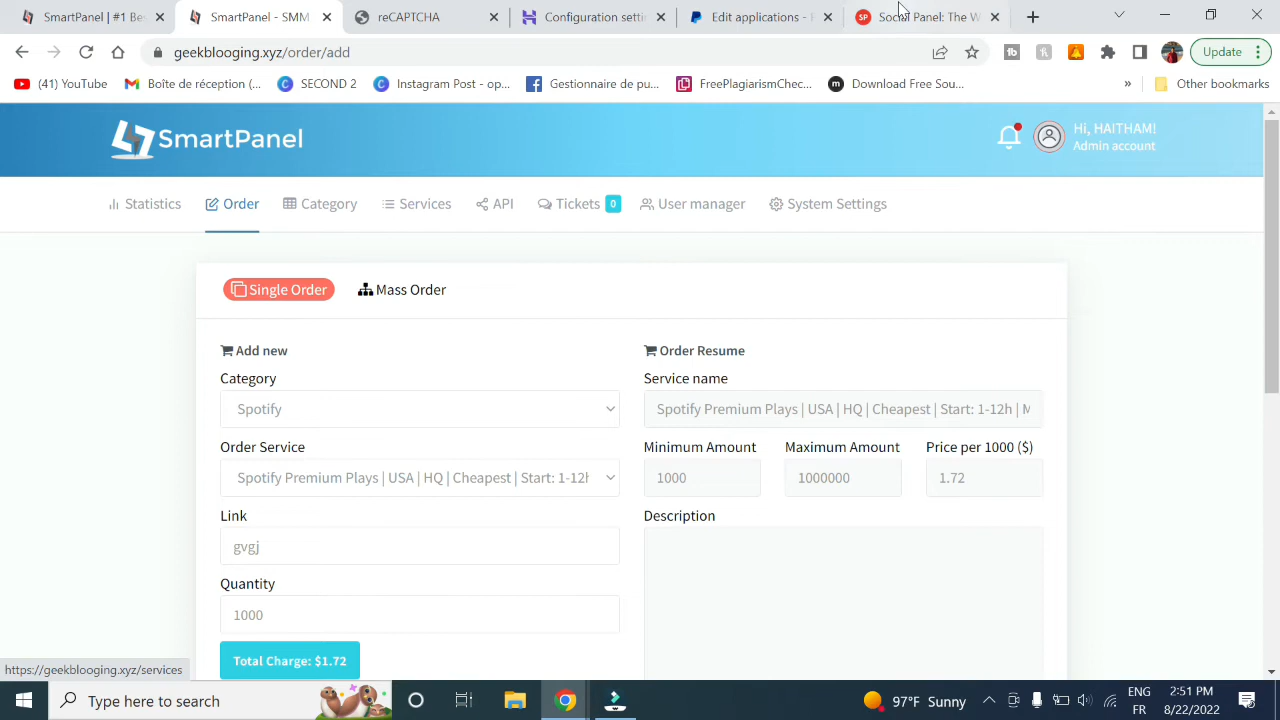 SmartPanel | #1 Bes
SmartPanel - SMM
reCAPTCHA
Configuration setti
Edit applications - P
Social Panel: The W
geekblooging.xyz/order/add
Update
(41) YouTube
Boîte de réception (...
SECOND 2
Instagram Post - op...
Gestionnaire de pu...
FreePlagiarismChec...
Download Free Sou...
»
Other bookmarks
SmartPanel
Hi, HAITHAM!
Admin account
Statistics
Order
Category
Services
API
Tickets 0
User manager
System Settings
Single Order
Mass Order
Add new
Order Resume
Category
Service name
Spotify
Spotify Premium Plays | USA | HQ | Cheapest | Start: 1-12h | M
Order Service
Minimum Amount
Maximum Amount
Price per 1000 ($)
Spotify Premium Plays | USA | HQ | Cheapest | Start: 1-12h
1000
1000000
1.72
Link
Description
gvgj
Quantity
1000
Total Charge: $1.72
https://geekblooging.xyz/services
Type here to search
97°F Sunny
ENG
FR
2:51 PM
8/22/2022